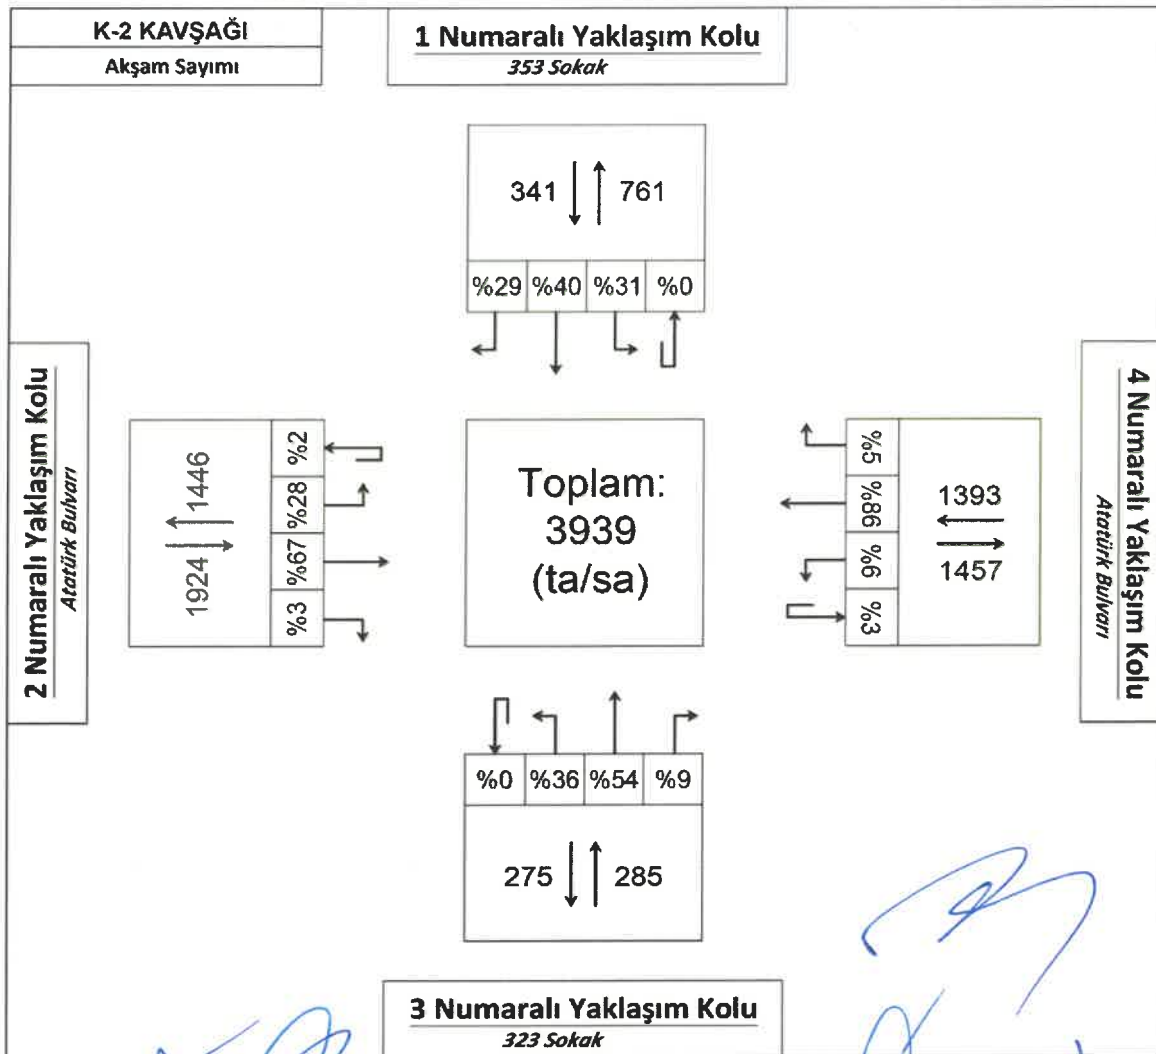 K-2 KAVŞAĞI
Akşam Sayımı
1 Numaralı Yaklaşım Kolu
353 Sokak
341 761
%29 %40 %31 %0
2 Numaralı Yaklaşım Kolu
Atatürk Bulvarı
1446
1924
%2
%28
%67
%3
Toplam:
3939
(ta/sa)
%5
%86
%6
%3
1393
1457
4 Numaralı Yaklaşım Kolu
Atatürk Bulvarı
%0 %36 %54 %9
275 285
3 Numaralı Yaklaşım Kolu
323 Sokak